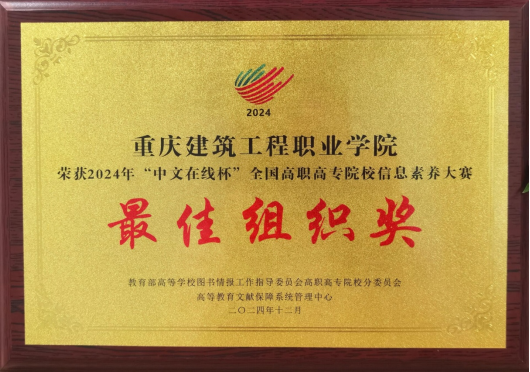 2024
重庆建筑工程职业学院
荣获2024年“中文在线杯”全国高职高专院校信息素养大赛
最佳组织奖
教育部高等学校图书情报工作指导委员会高职高专院校分委员会
高等教育文献保障系统管理中心
二〇二四年十二月